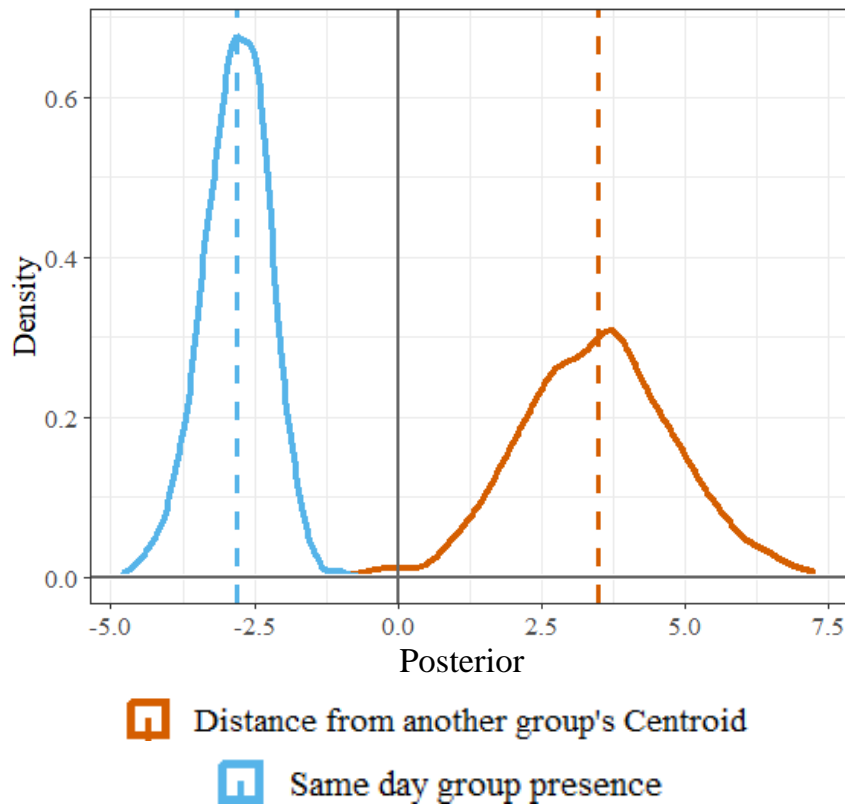 0.6
0.4
Density
0.2
0.0
-5.0 -2.5 0.0 2.5 5.0 7.5
Posterior
Distance from another group's Centroid
Same day group presence